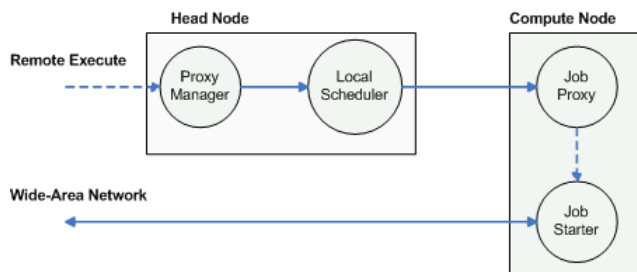 Head Node
Compute Node
Remote Execute
Proxy
Manager
Local
Scheduler
Job
Proxy
Wide-Area Network
Job
Starter